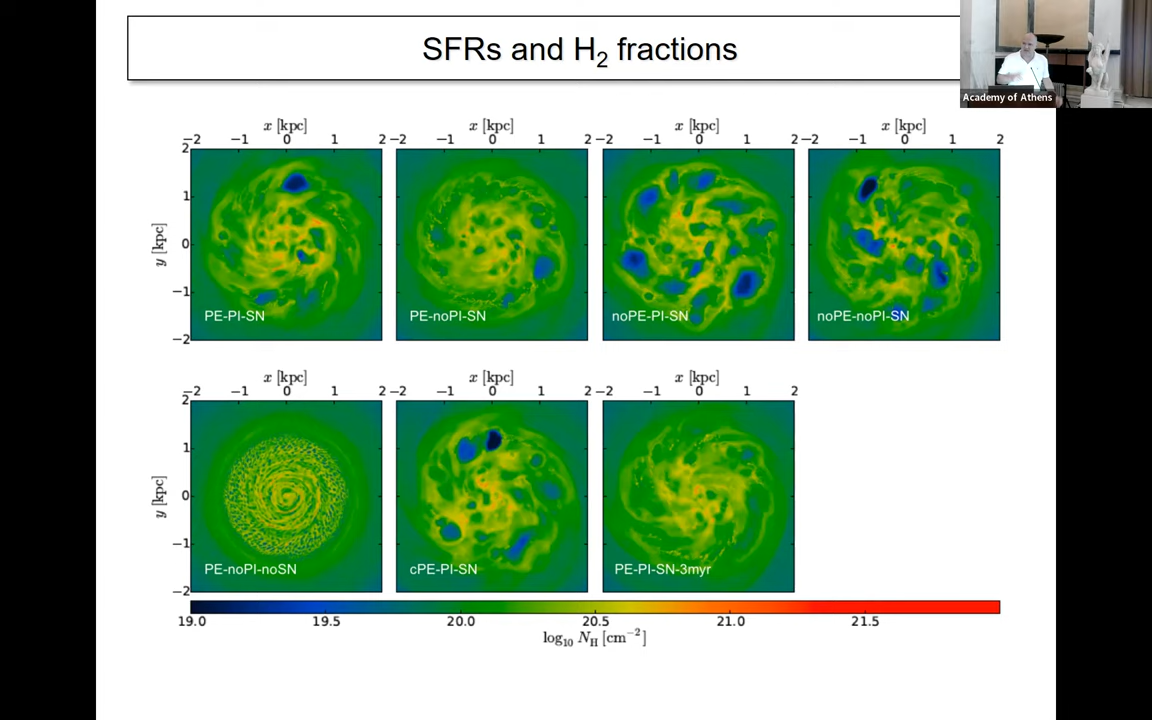 SFRs and H₂ fractions
Academy of Athens
x [kpc] x [kpc] x [kpc] x [kpc]
−2 −1 0 1 2 −2 −1 0 1 2 −2 −1 0 1 2 −2 −1 0 1 2
2
1
y [kpc] 0
−1
−2
PE-PI-SN PE-noPI-SN noPE-PI-SN noPE-noPI-SN
x [kpc] x [kpc] x [kpc]
−2 −1 0 1 2 −2 −1 0 1 2 −2 −1 0 1 2
2
1
y [kpc] 0
−1
−2
PE-noPI-noSN cPE-PI-SN PE-PI-SN-3myr
19.0 19.5 20.0 20.5 21.0 21.5
log₁₀ N_H [cm⁻²]